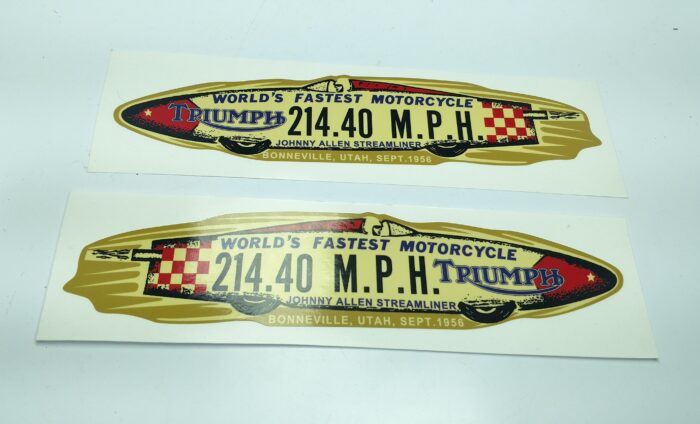 WORLD'S FASTEST MOTORCYCLE
TRIUMPH 214.40 M.P.H.
JOHNNY ALLEN STREAMLINER
BONNEVILLE, UTAH, SEPT.1956
WORLD'S FASTEST MOTORCYCLE
214.40 M.P.H. TRIUMPH
JOHNNY ALLEN STREAMLINER
BONNEVILLE, UTAH, SEPT.1956